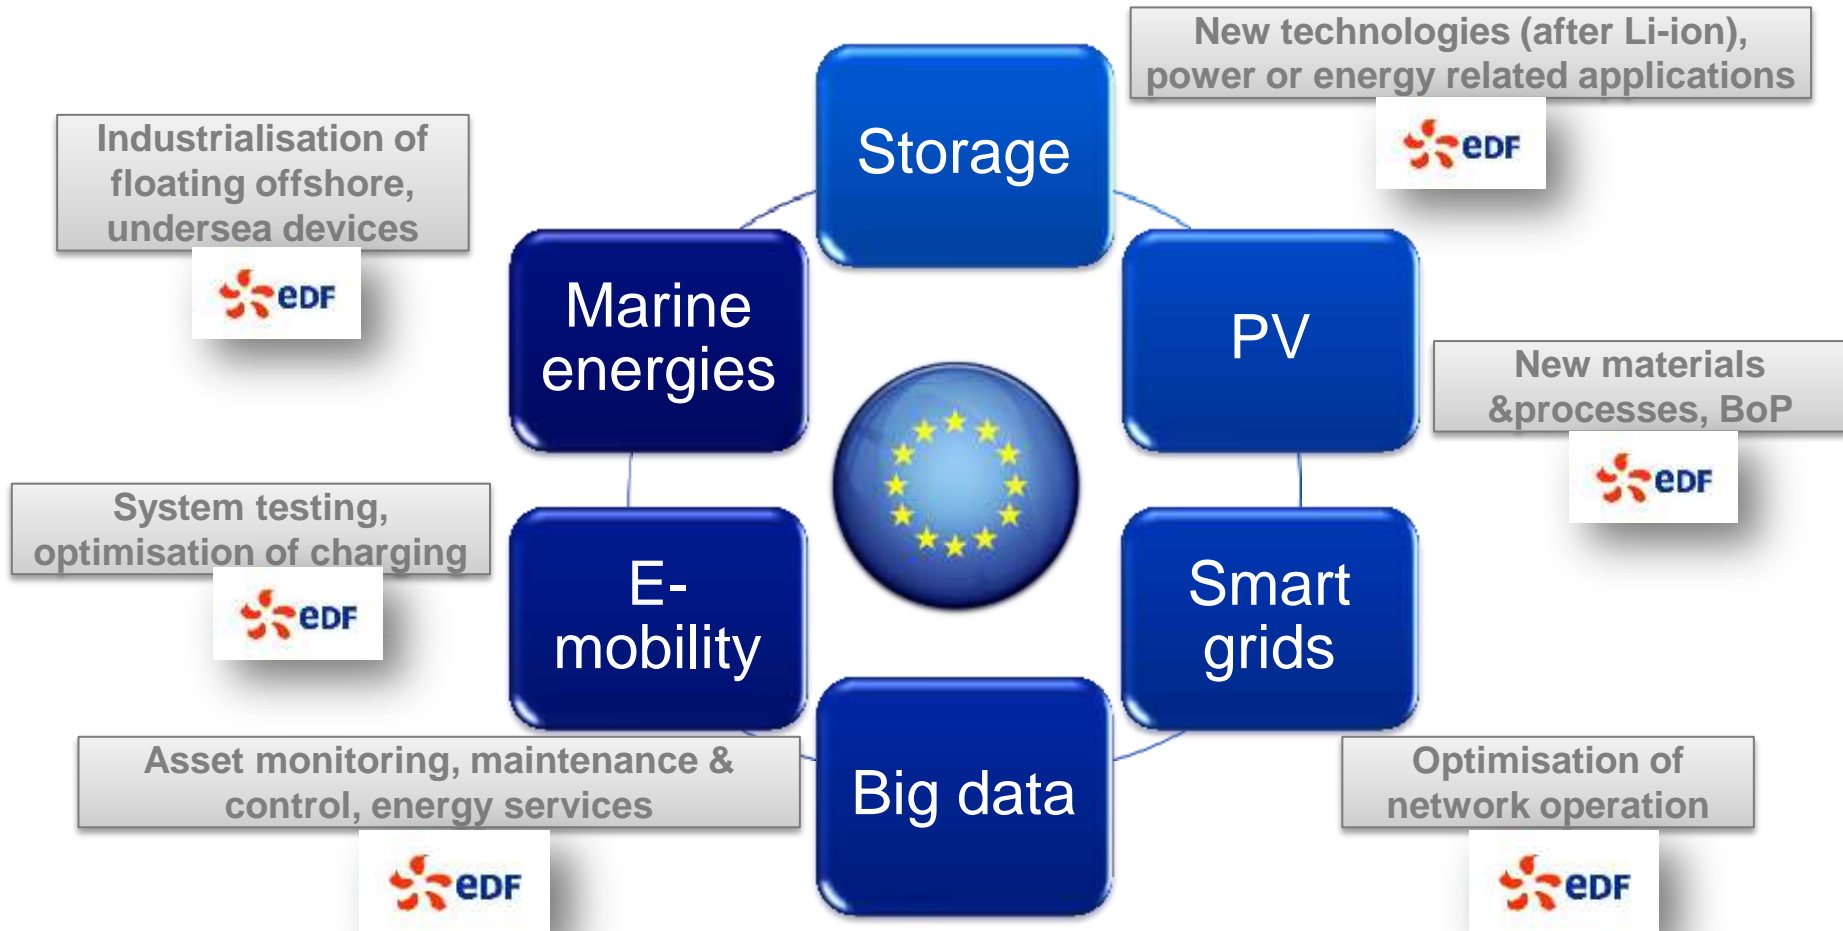 New technologies (after Li-ion),
power or energy related applications
eDF
Storage
Industrialisation of
floating offshore,
undersea devices
eDF
Marine
energies
PV
New materials
&processes, BoP
eDF
System testing,
optimisation of charging
eDF
E-
mobility
Smart
grids
Asset monitoring, maintenance &
control, energy services
eDF
Big data
Optimisation of
network operation
eDF